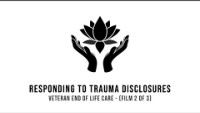 RESPONDING TO TRAUMA DISCLOSURES
VETERAN END OF LIFE CARE - (FILM 2 OF 3)